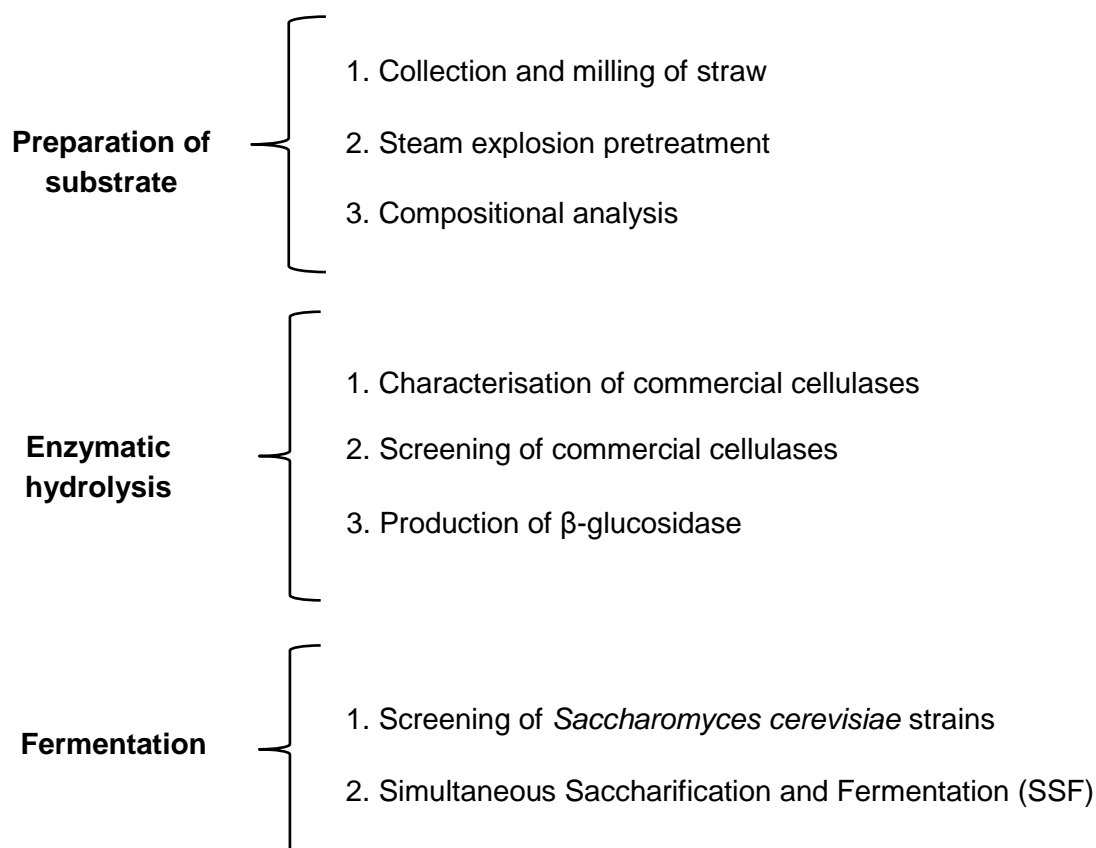 Preparation of
substrate
1. Collection and milling of straw
2. Steam explosion pretreatment
3. Compositional analysis
Enzymatic
hydrolysis
1. Characterisation of commercial cellulases
2. Screening of commercial cellulases
3. Production of β-glucosidase
Fermentation
1. Screening of Saccharomyces cerevisiae strains
2. Simultaneous Saccharification and Fermentation (SSF)